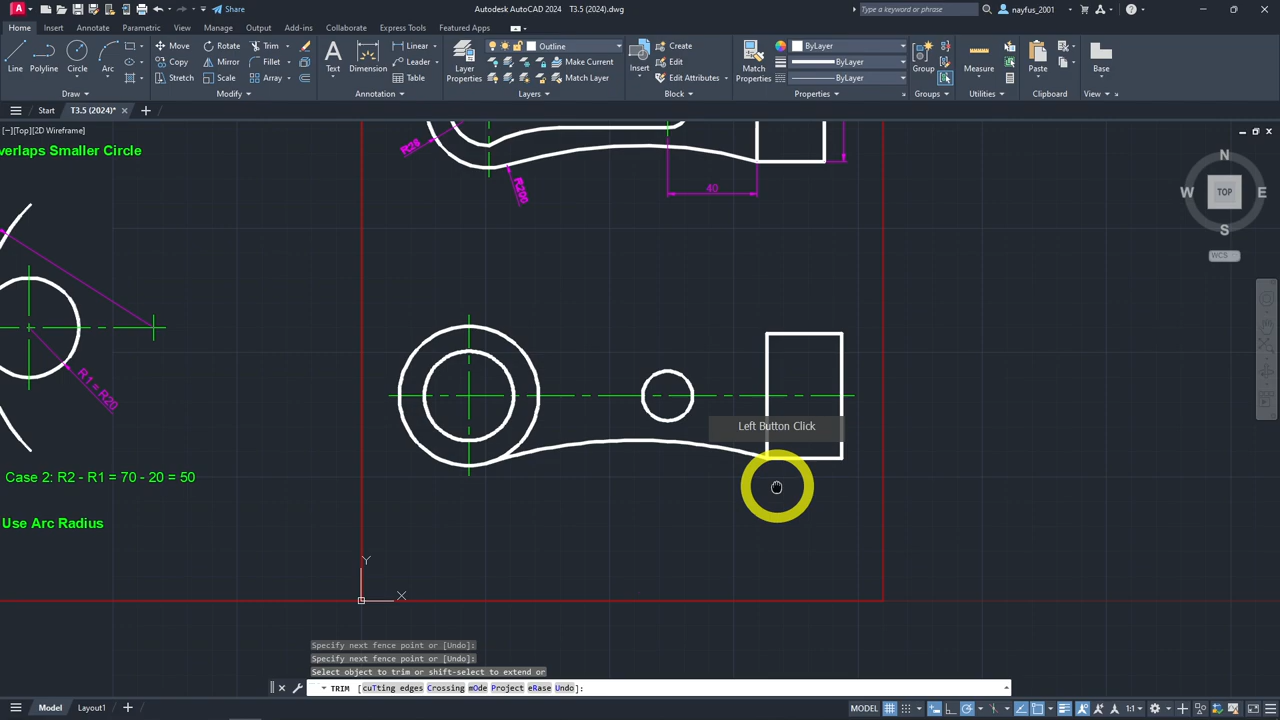 Share
Autodesk AutoCAD 2024 T3.5 (2024).dwg
Type a keyword or phrase
nayfus_2001
Home Insert Annotate Parametric View Manage Output Add-ins Collaborate Express Tools Featured Apps
Line Polyline Circle Arc
Move Rotate Trim
Copy Mirror Fillet
Stretch Scale Array
Text Dimension
Linear
Leader
Table
Layer Properties
Outline
Make Current
Match Layer
Insert
Create
Edit
Edit Attributes
Match Properties
ByLayer
ByLayer
ByLayer
Group
Measure
Paste
Base
Draw Modify Annotation Layers Block Properties Groups Utilities Clipboard View
Start T3.5 (2024)*
[−][Top][2D Wireframe]
verlaps Smaller Circle
R28
R200
40
N
W TOP E
S
WCS
R1 = R20
Left Button Click
Case 2: R2 - R1 = 70 - 20 = 50
Use Arc Radius
Y
X
Specify next fence point or [Undo]:
Specify next fence point or [Undo]:
Select object to trim or shift-select to extend or
TRIM [cuTting edges Crossing mOde Project eRase Undo]:
Model Layout1
MODEL
1:1